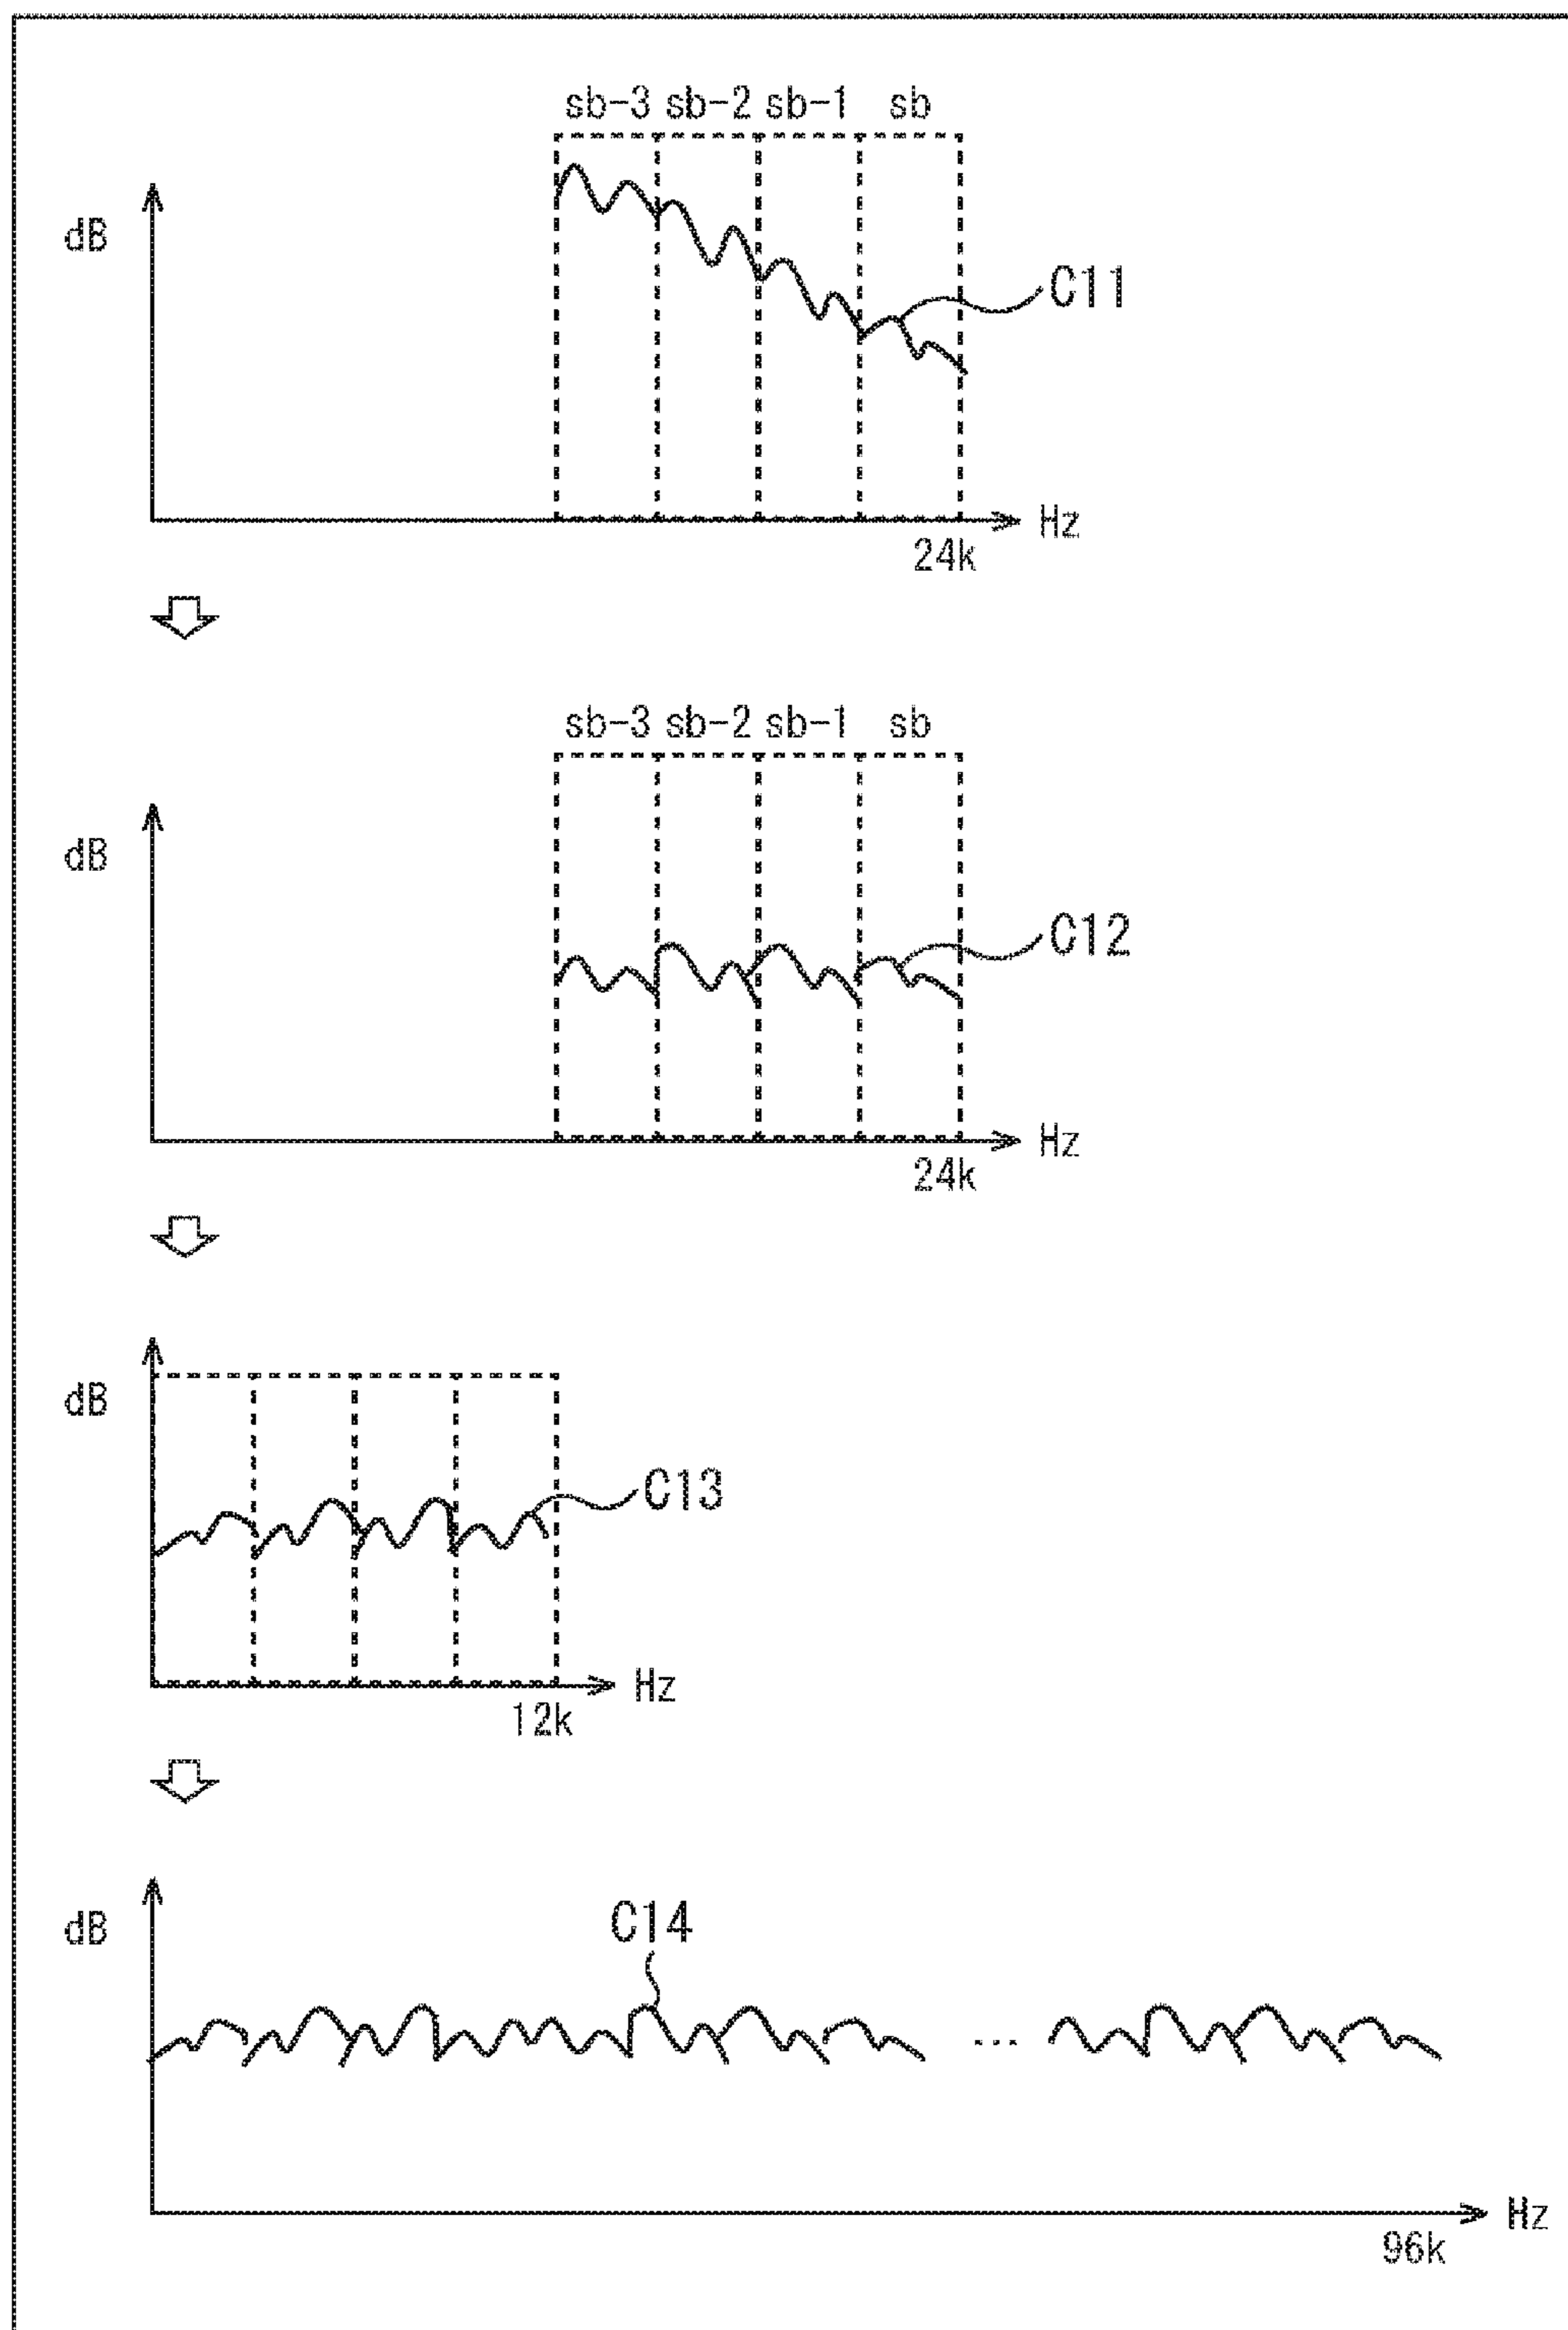 sb-3 sb-2 sb-1 sb
dB
C11
Hz
24k
sb-3 sb-2 sb-1 sb
dB
C12
Hz
24k
dB
C13
Hz
12k
dB
C14
...
Hz
96k